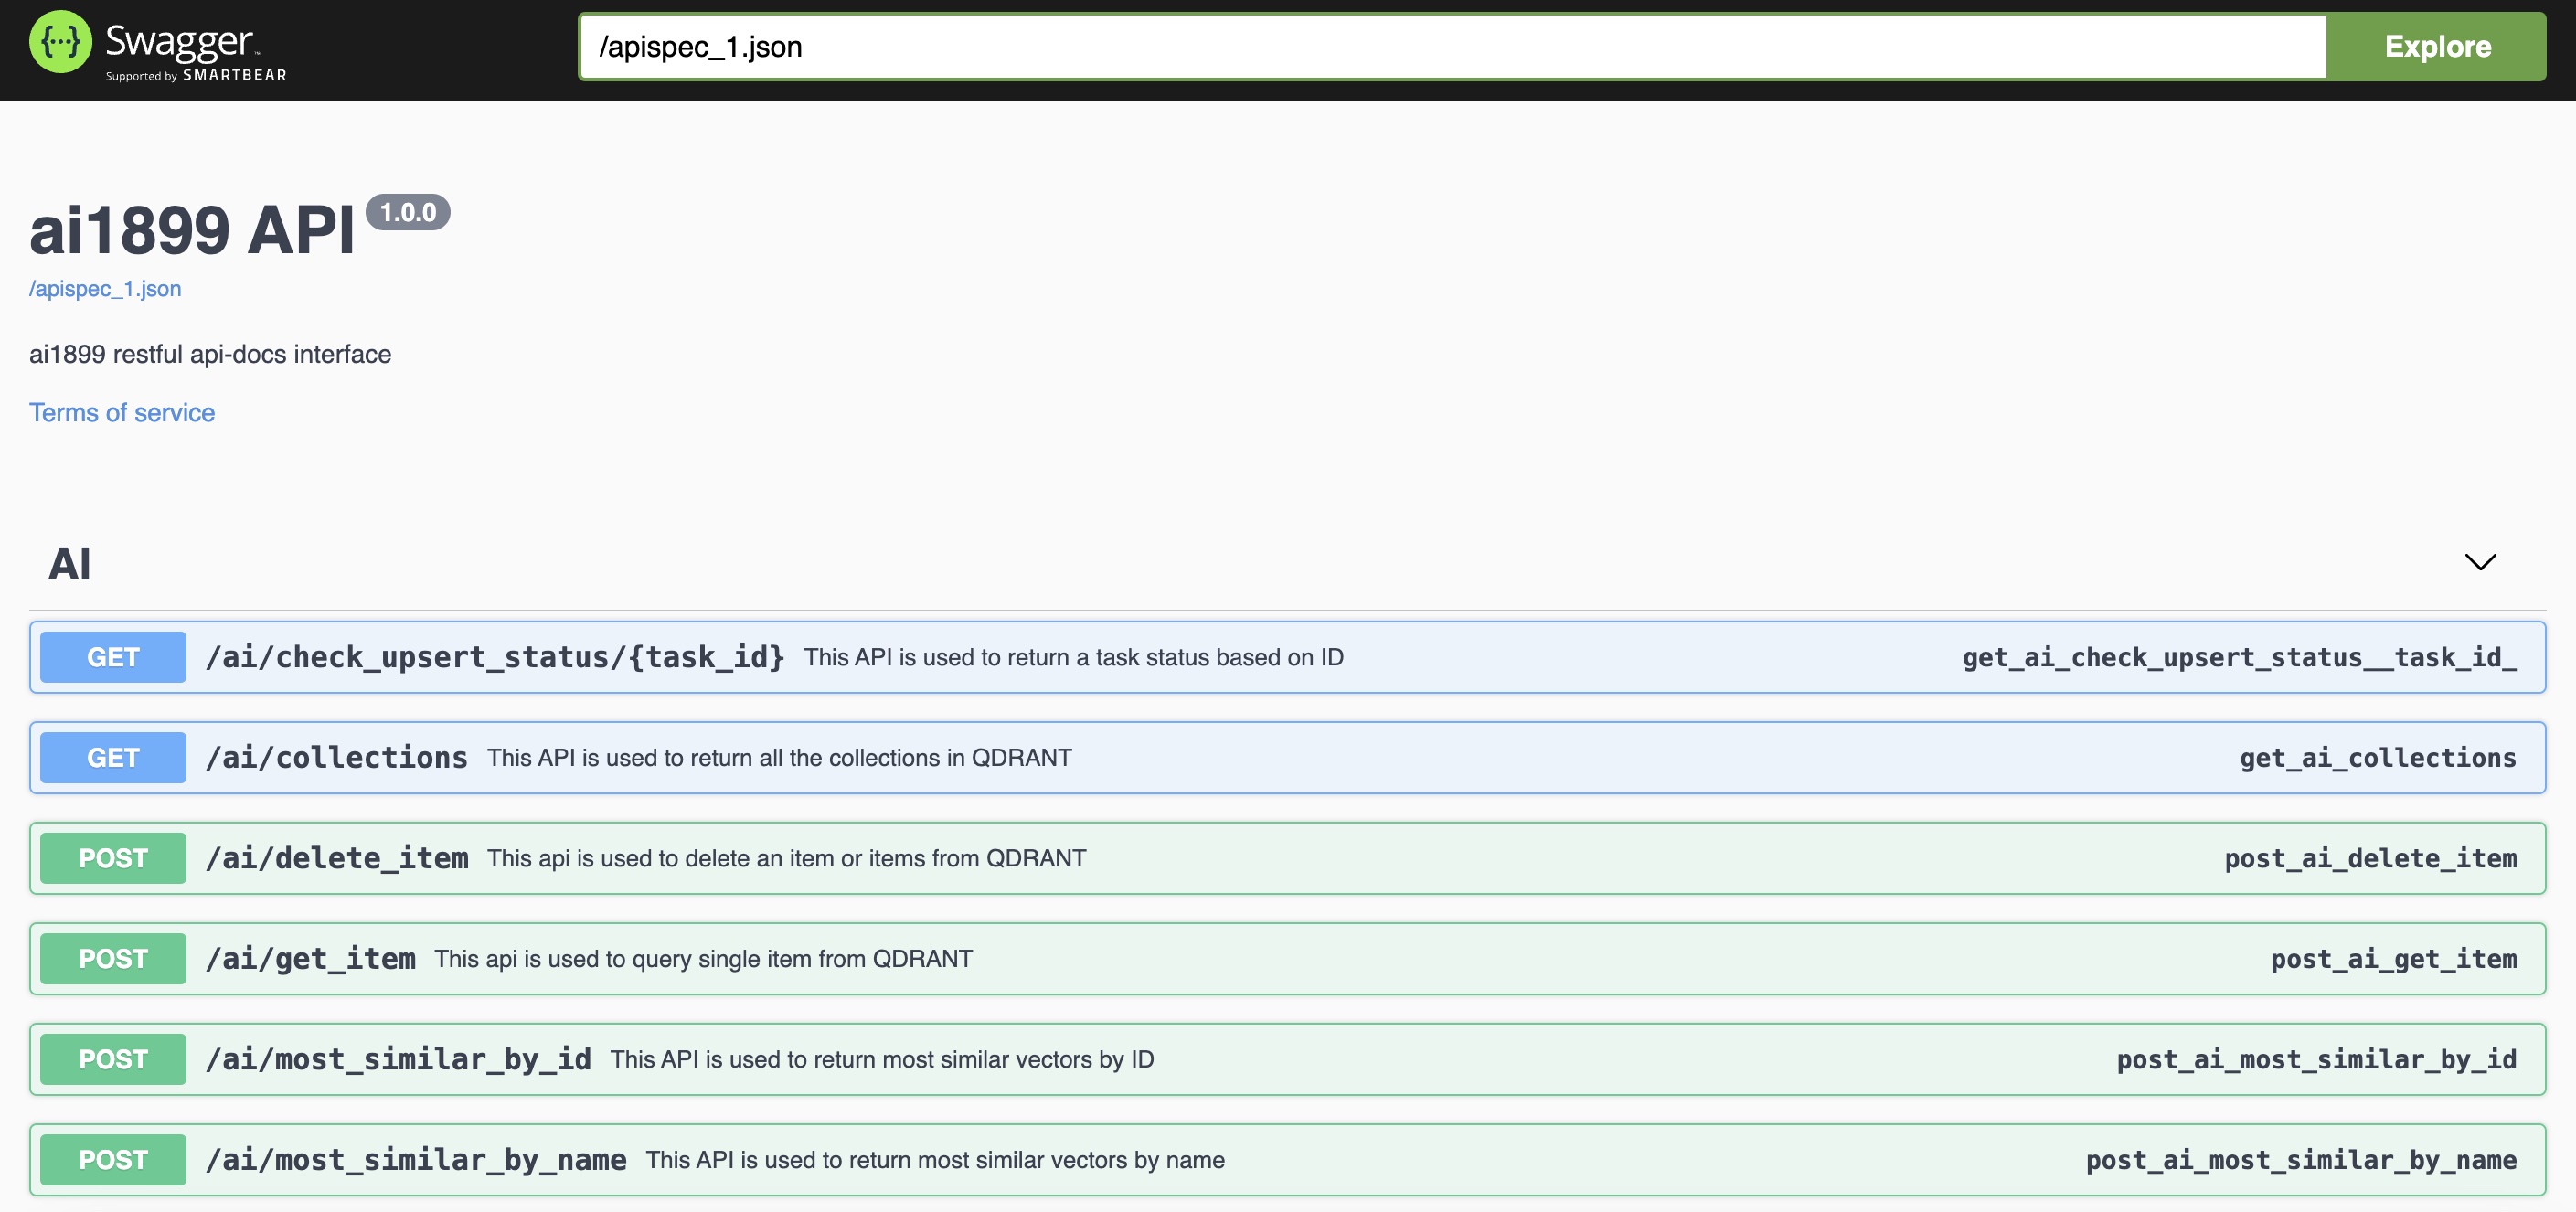 {···} Swagger™
Supported by SMARTBEAR
/apispec_1.json
Explore
ai1899 API 1.0.0
/apispec_1.json
ai1899 restful api-docs interface
Terms of service
AI
GET /ai/check_upsert_status/{task_id} This API is used to return a task status based on ID get_ai_check_upsert_status__task_id_
GET /ai/collections This API is used to return all the collections in QDRANT get_ai_collections
POST /ai/delete_item This api is used to delete an item or items from QDRANT post_ai_delete_item
POST /ai/get_item This api is used to query single item from QDRANT post_ai_get_item
POST /ai/most_similar_by_id This API is used to return most similar vectors by ID post_ai_most_similar_by_id
POST /ai/most_similar_by_name This API is used to return most similar vectors by name post_ai_most_similar_by_name